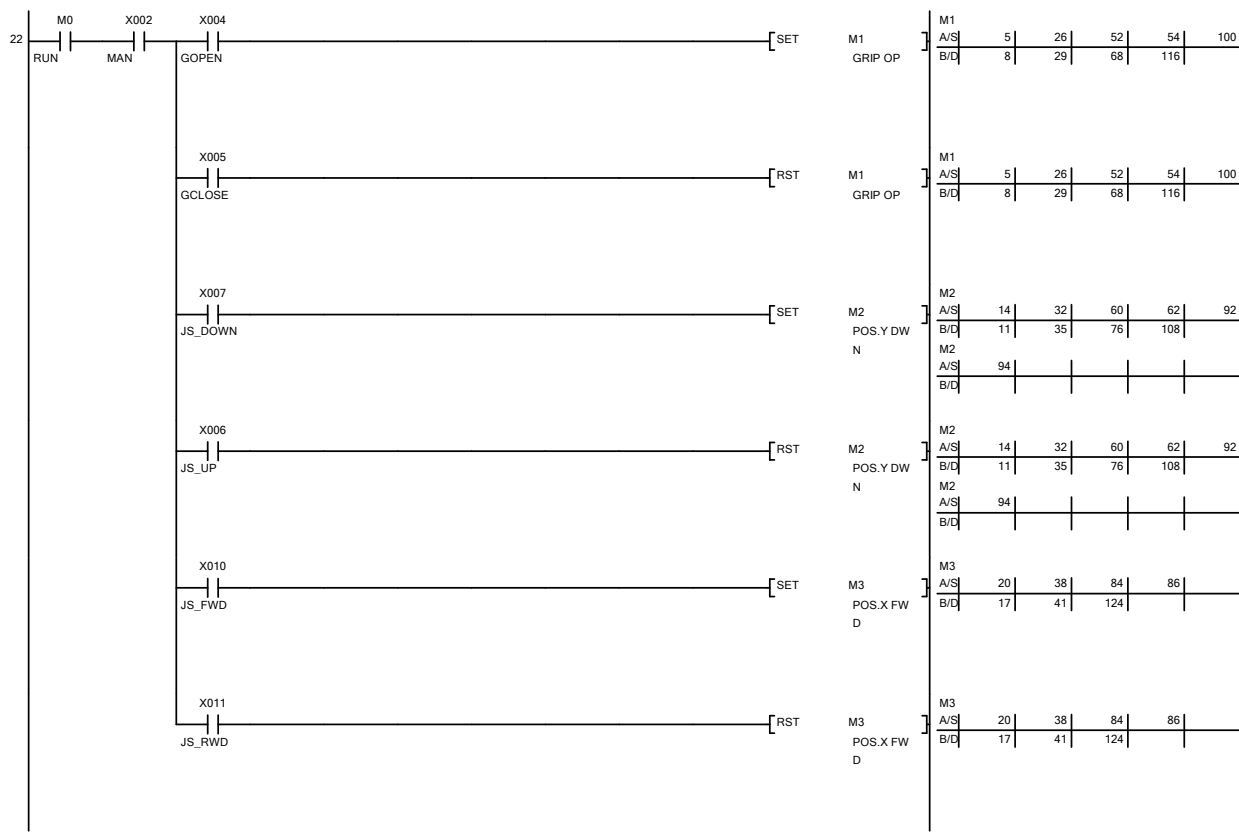 M0 X002 X004 M1
22 SET M1 A/S 5 26 52 54 100
RUN MAN GOPEN GRIP OP B/D 8 29 68 116
X005 M1
RST M1 A/S 5 26 52 54 100
GCLOSE GRIP OP B/D 8 29 68 116
X007 M2
SET M2 A/S 14 32 60 62 92
JS_DOWN POS.Y DW B/D 11 35 76 108
N M2
A/S 94
B/D
X006 M2
RST M2 A/S 14 32 60 62 92
JS_UP POS.Y DW B/D 11 35 76 108
N M2
A/S 94
B/D
X010 M3
SET M3 A/S 20 38 84 86
JS_FWD POS.X FW B/D 17 41 124
D
X011 M3
RST M3 A/S 20 38 84 86
JS_RWD POS.X FW B/D 17 41 124
D